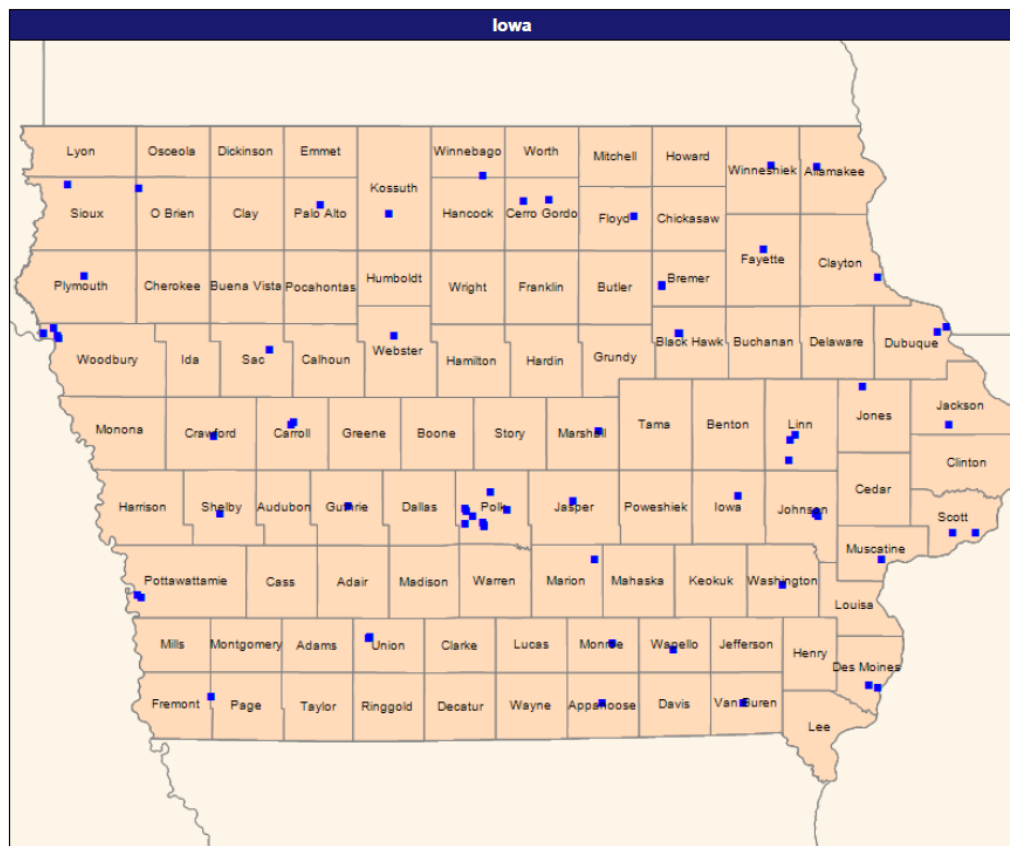 Iowa
Lyon Osceola Dickinson Emmet Winnebago Worth Mitchell Howard
Winneshiek Allamakee
Kossuth
Sioux O Brien Clay Palo Alto Hancock Cerro Gordo Floyd Chickasaw
Fayette Clayton
Plymouth Cherokee Buena Vista Pocahontas Humboldt Wright Franklin Butler Bremer
Woodbury Ida Sac Calhoun Webster Hamilton Hardin Grundy Black Hawk Buchanan Delaware Dubuque
Monona Crawford Carroll Greene Boone Story Marshall Tama Benton Linn Jones Jackson
Clinton
Harrison Shelby Audubon Guthrie Dallas Polk Jasper Poweshiek Iowa Johnson Cedar
Scott
Muscatine
Pottawattamie Cass Adair Madison Warren Marion Mahaska Keokuk Washington
Louisa
Mills Montgomery Adams Union Clarke Lucas Monroe Wapello Jefferson Henry Des Moines
Fremont Page Taylor Ringgold Decatur Wayne Appanoose Davis Van Buren
Lee